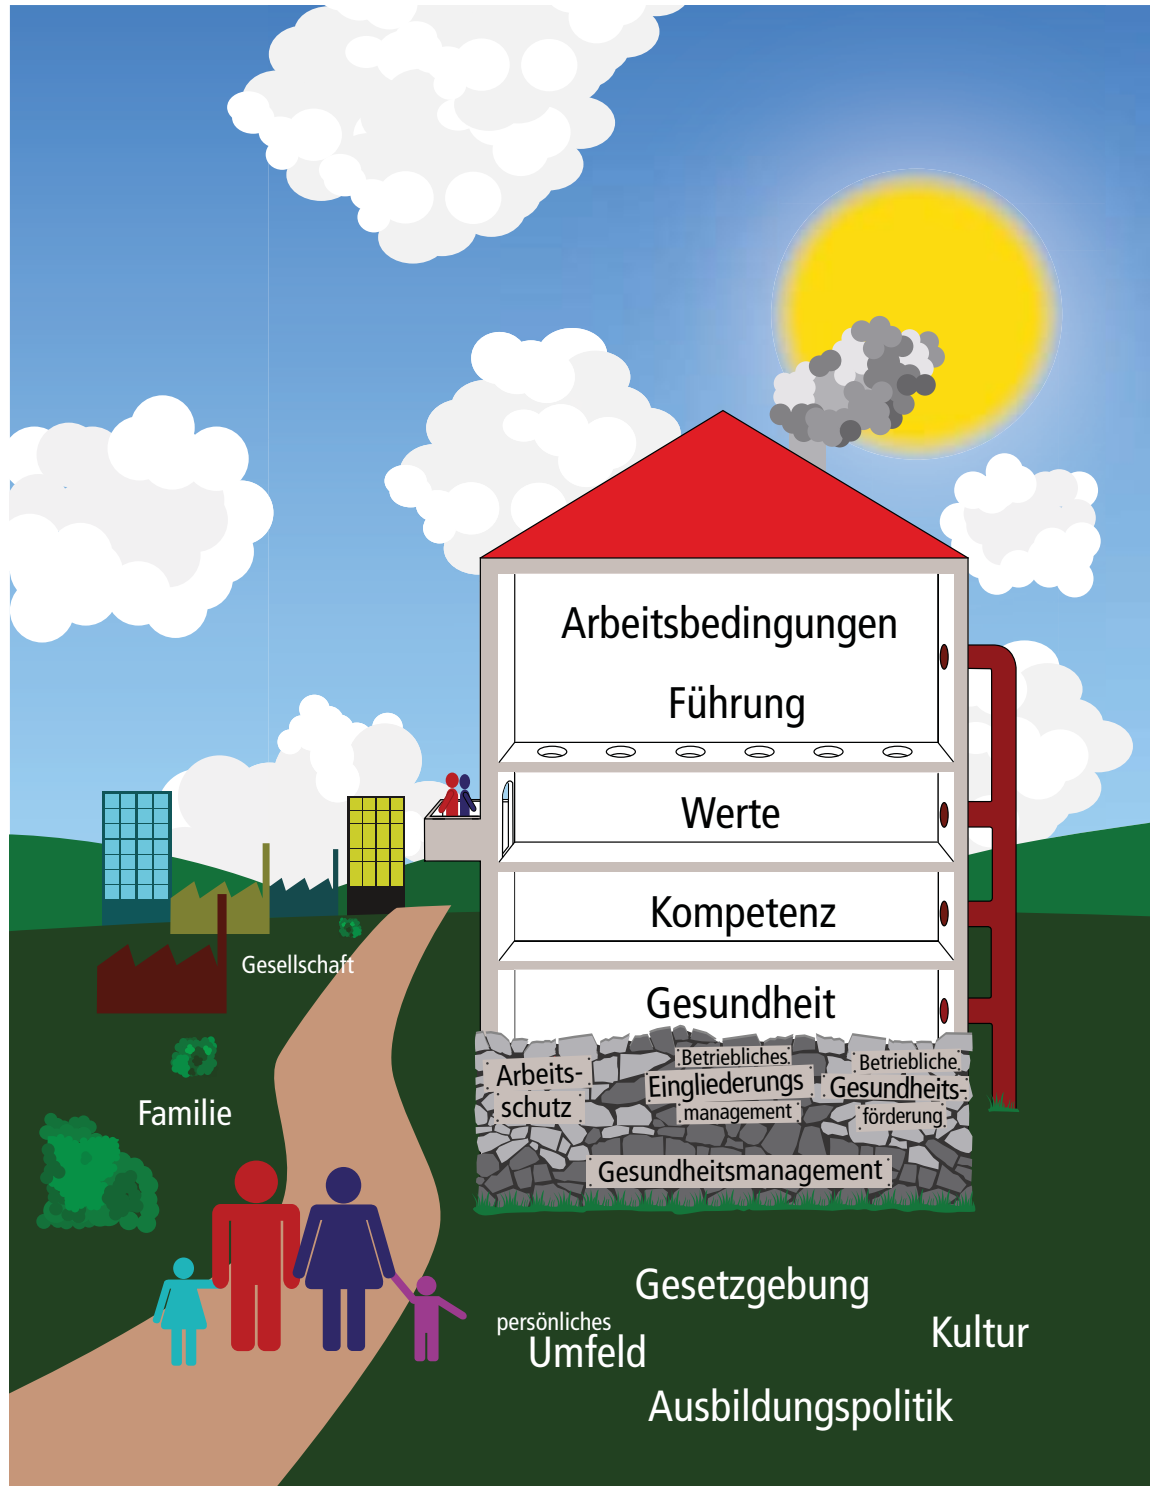 Arbeitsbedingungen
Führung
Werte
Kompetenz
Gesundheit
Arbeits-
schutz
Betriebliches
Eingliederungs
management
Betriebliche
Gesundheits-
förderung
Gesundheitsmanagement
Gesellschaft
Familie
persönliches
Umfeld
Gesetzgebung
Kultur
Ausbildungspolitik